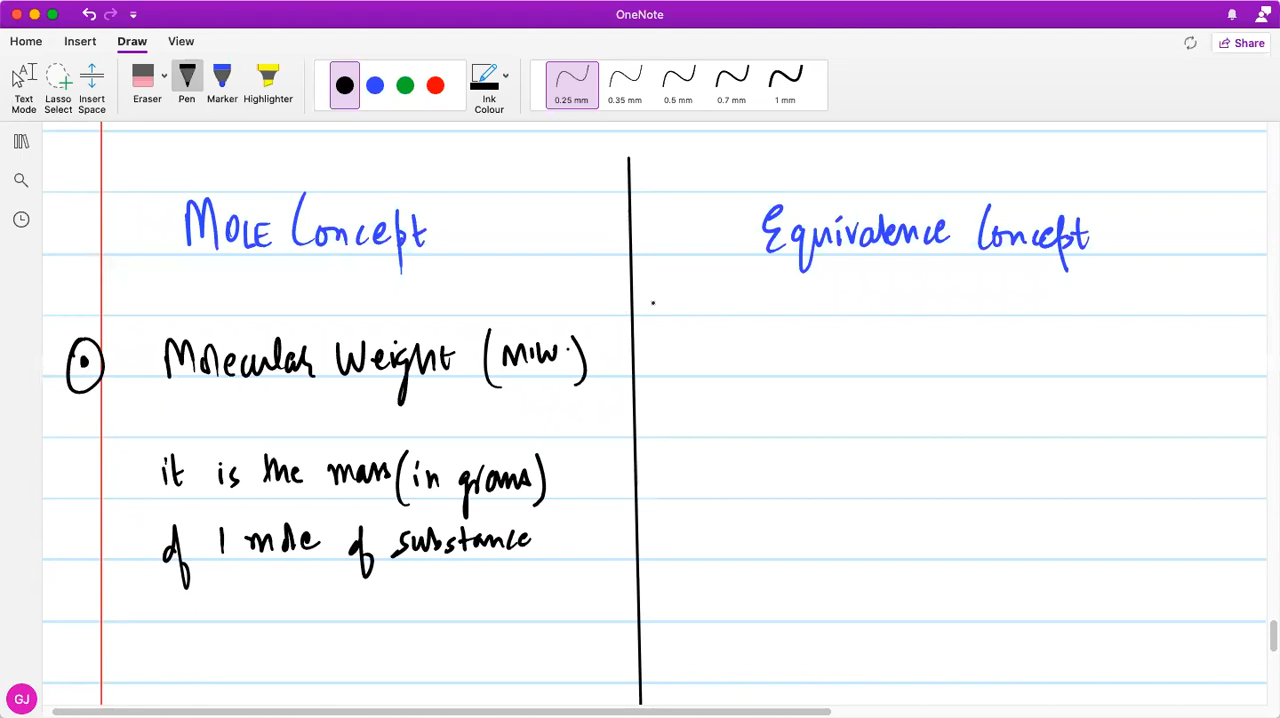 OneNote
Home Insert Draw View
Share
Text Mode
Lasso Select
Insert Space
Eraser
Pen
Marker
Highlighter
Ink Colour
0.25 mm
0.35 mm
0.5 mm
0.7 mm
1 mm
MOLE Concept
Equivalence Concept
Molecular Weight (M.W.)
it is the mass (in grams)
of 1 mole of substance
GJ